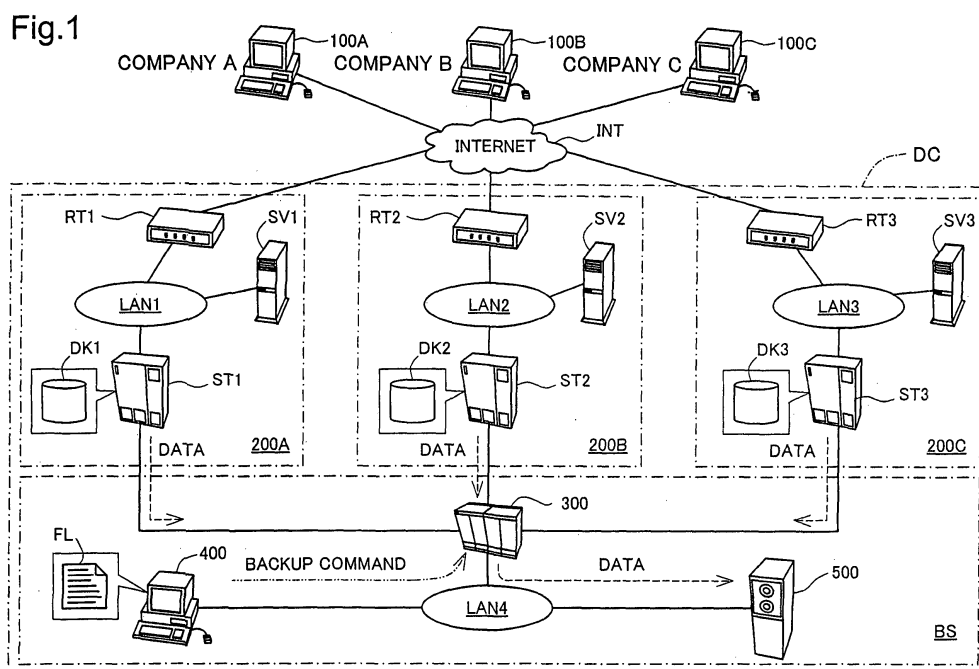 Fig.1
100A
100B
100C
COMPANY A
COMPANY B
COMPANY C
INTERNET
INT
DC
RT1
SV1
RT2
SV2
RT3
SV3
LAN1
LAN2
LAN3
DK1
ST1
DK2
ST2
DK3
ST3
DATA
200A
DATA
200B
DATA
200C
300
FL
400
BACKUP COMMAND
DATA
500
LAN4
BS